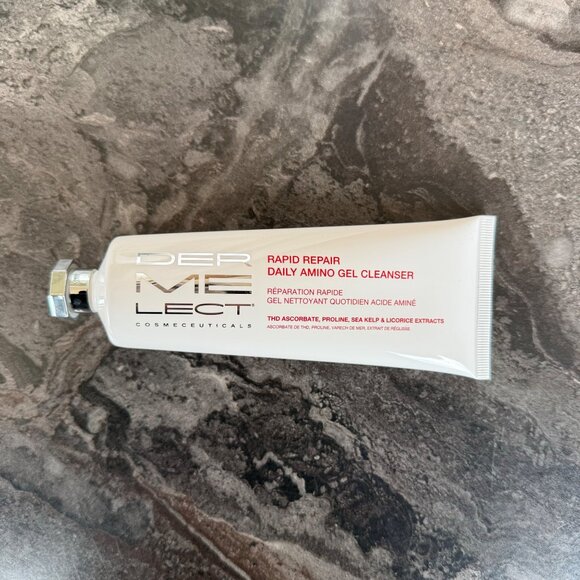 DER
ME
LECT®
COSMECEUTICALS
RAPID REPAIR
DAILY AMINO GEL CLEANSER
RÉPARATION RAPIDE
GEL NETTOYANT QUOTIDIEN ACIDE AMINÉ
THD ASCORBATE, PROLINE, SEA KELP & LICORICE EXTRACTS
ASCORBATE DE THD, PROLINE, VARECH DE MER, EXTRAIT DE RÉGLISSE